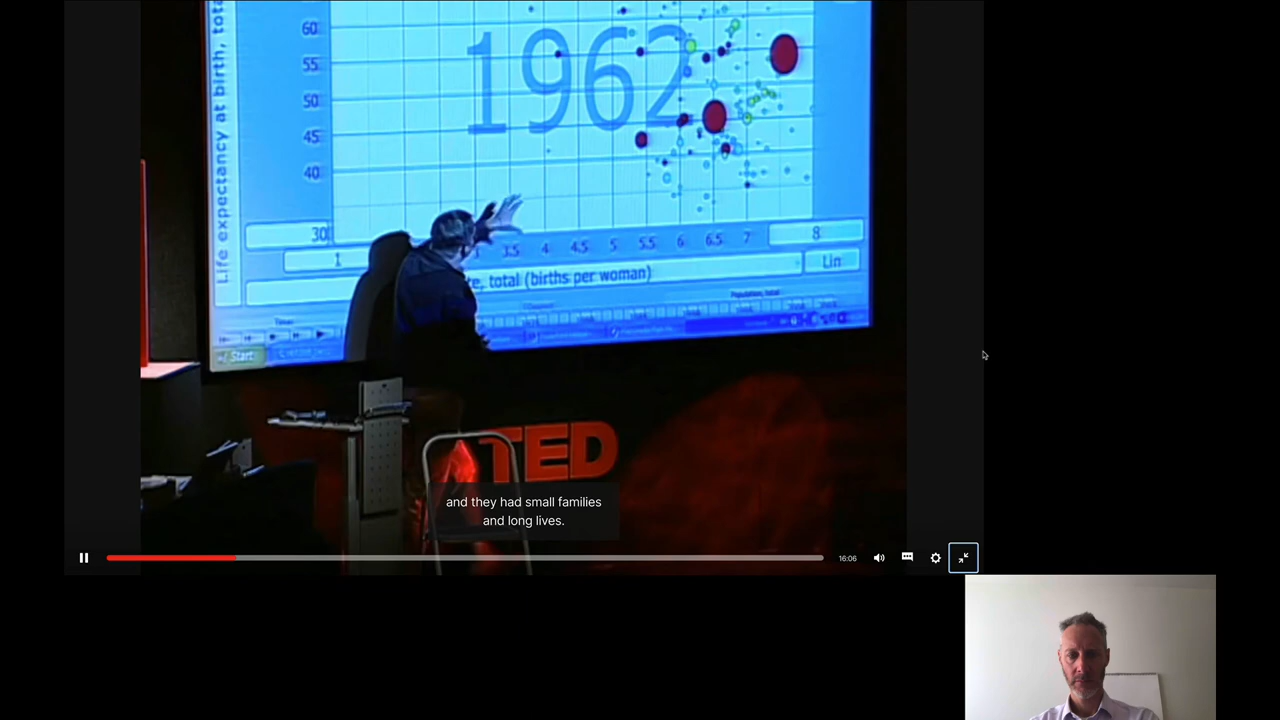 60
1962
55
50
45
40
Life expectancy at birth, tota
30
3.5 4 4.5 5 5.5 6 6.5 7 8
1
Lin
te, total (births per woman)
Start
TED
and they had small families
and long lives.
16:06